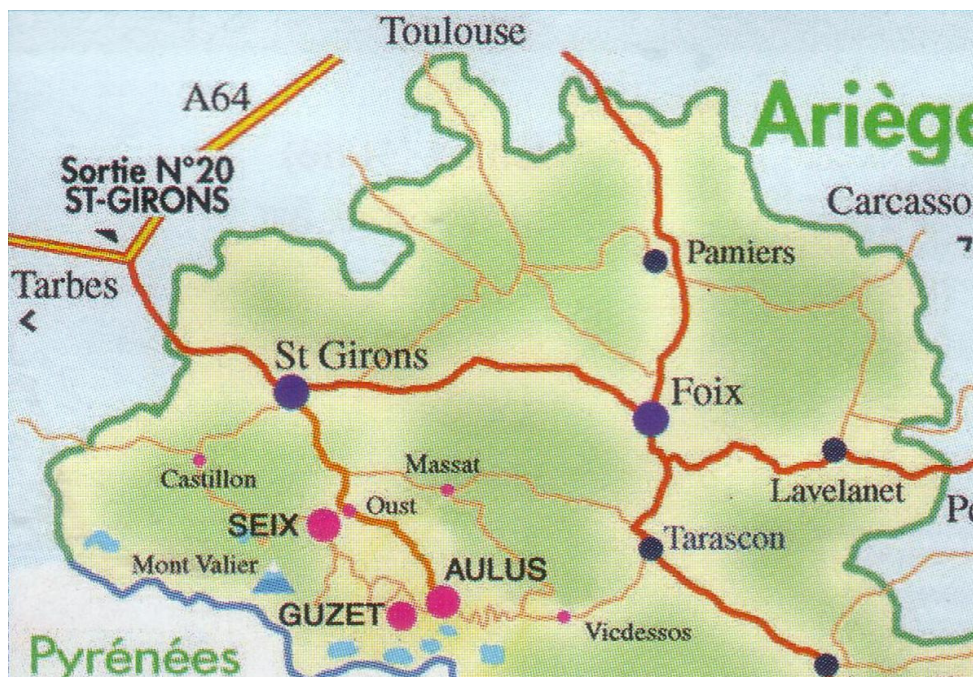 Toulouse
A64
Ariège
Sortie N°20
ST-GIRONS
Carcasso
Pamiers
Tarbes
St Girons
Foix
Massat
Castillon
Lavelanet
Oust
SEIX
Tarascon
Mont Valier
AULUS
GUZET
Vicdessos
Pyrénées